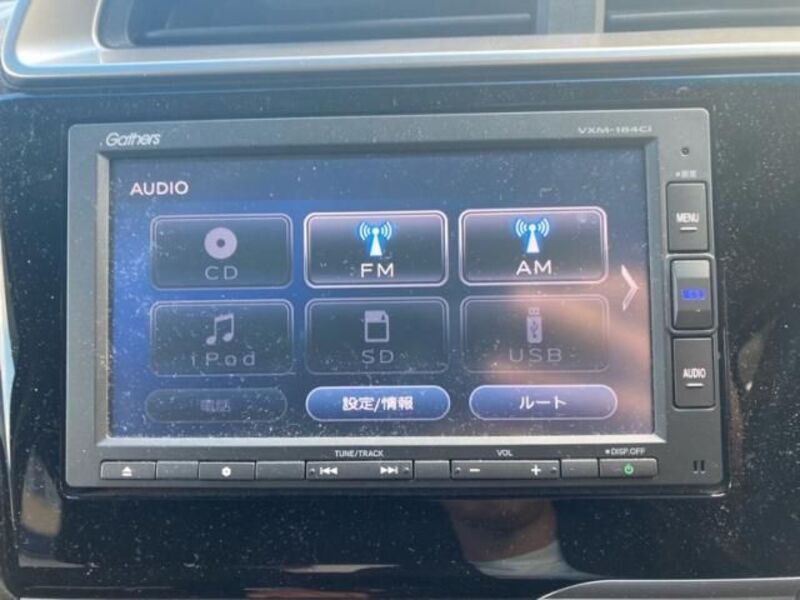 Gathers
VXM-184Ci
AUDIO
CD
FM
AM
iPod
SD
USB
電話
設定/情報
ルート
MENU
AUDIO
TUNE/TRACK
VOL
DISP.OFF